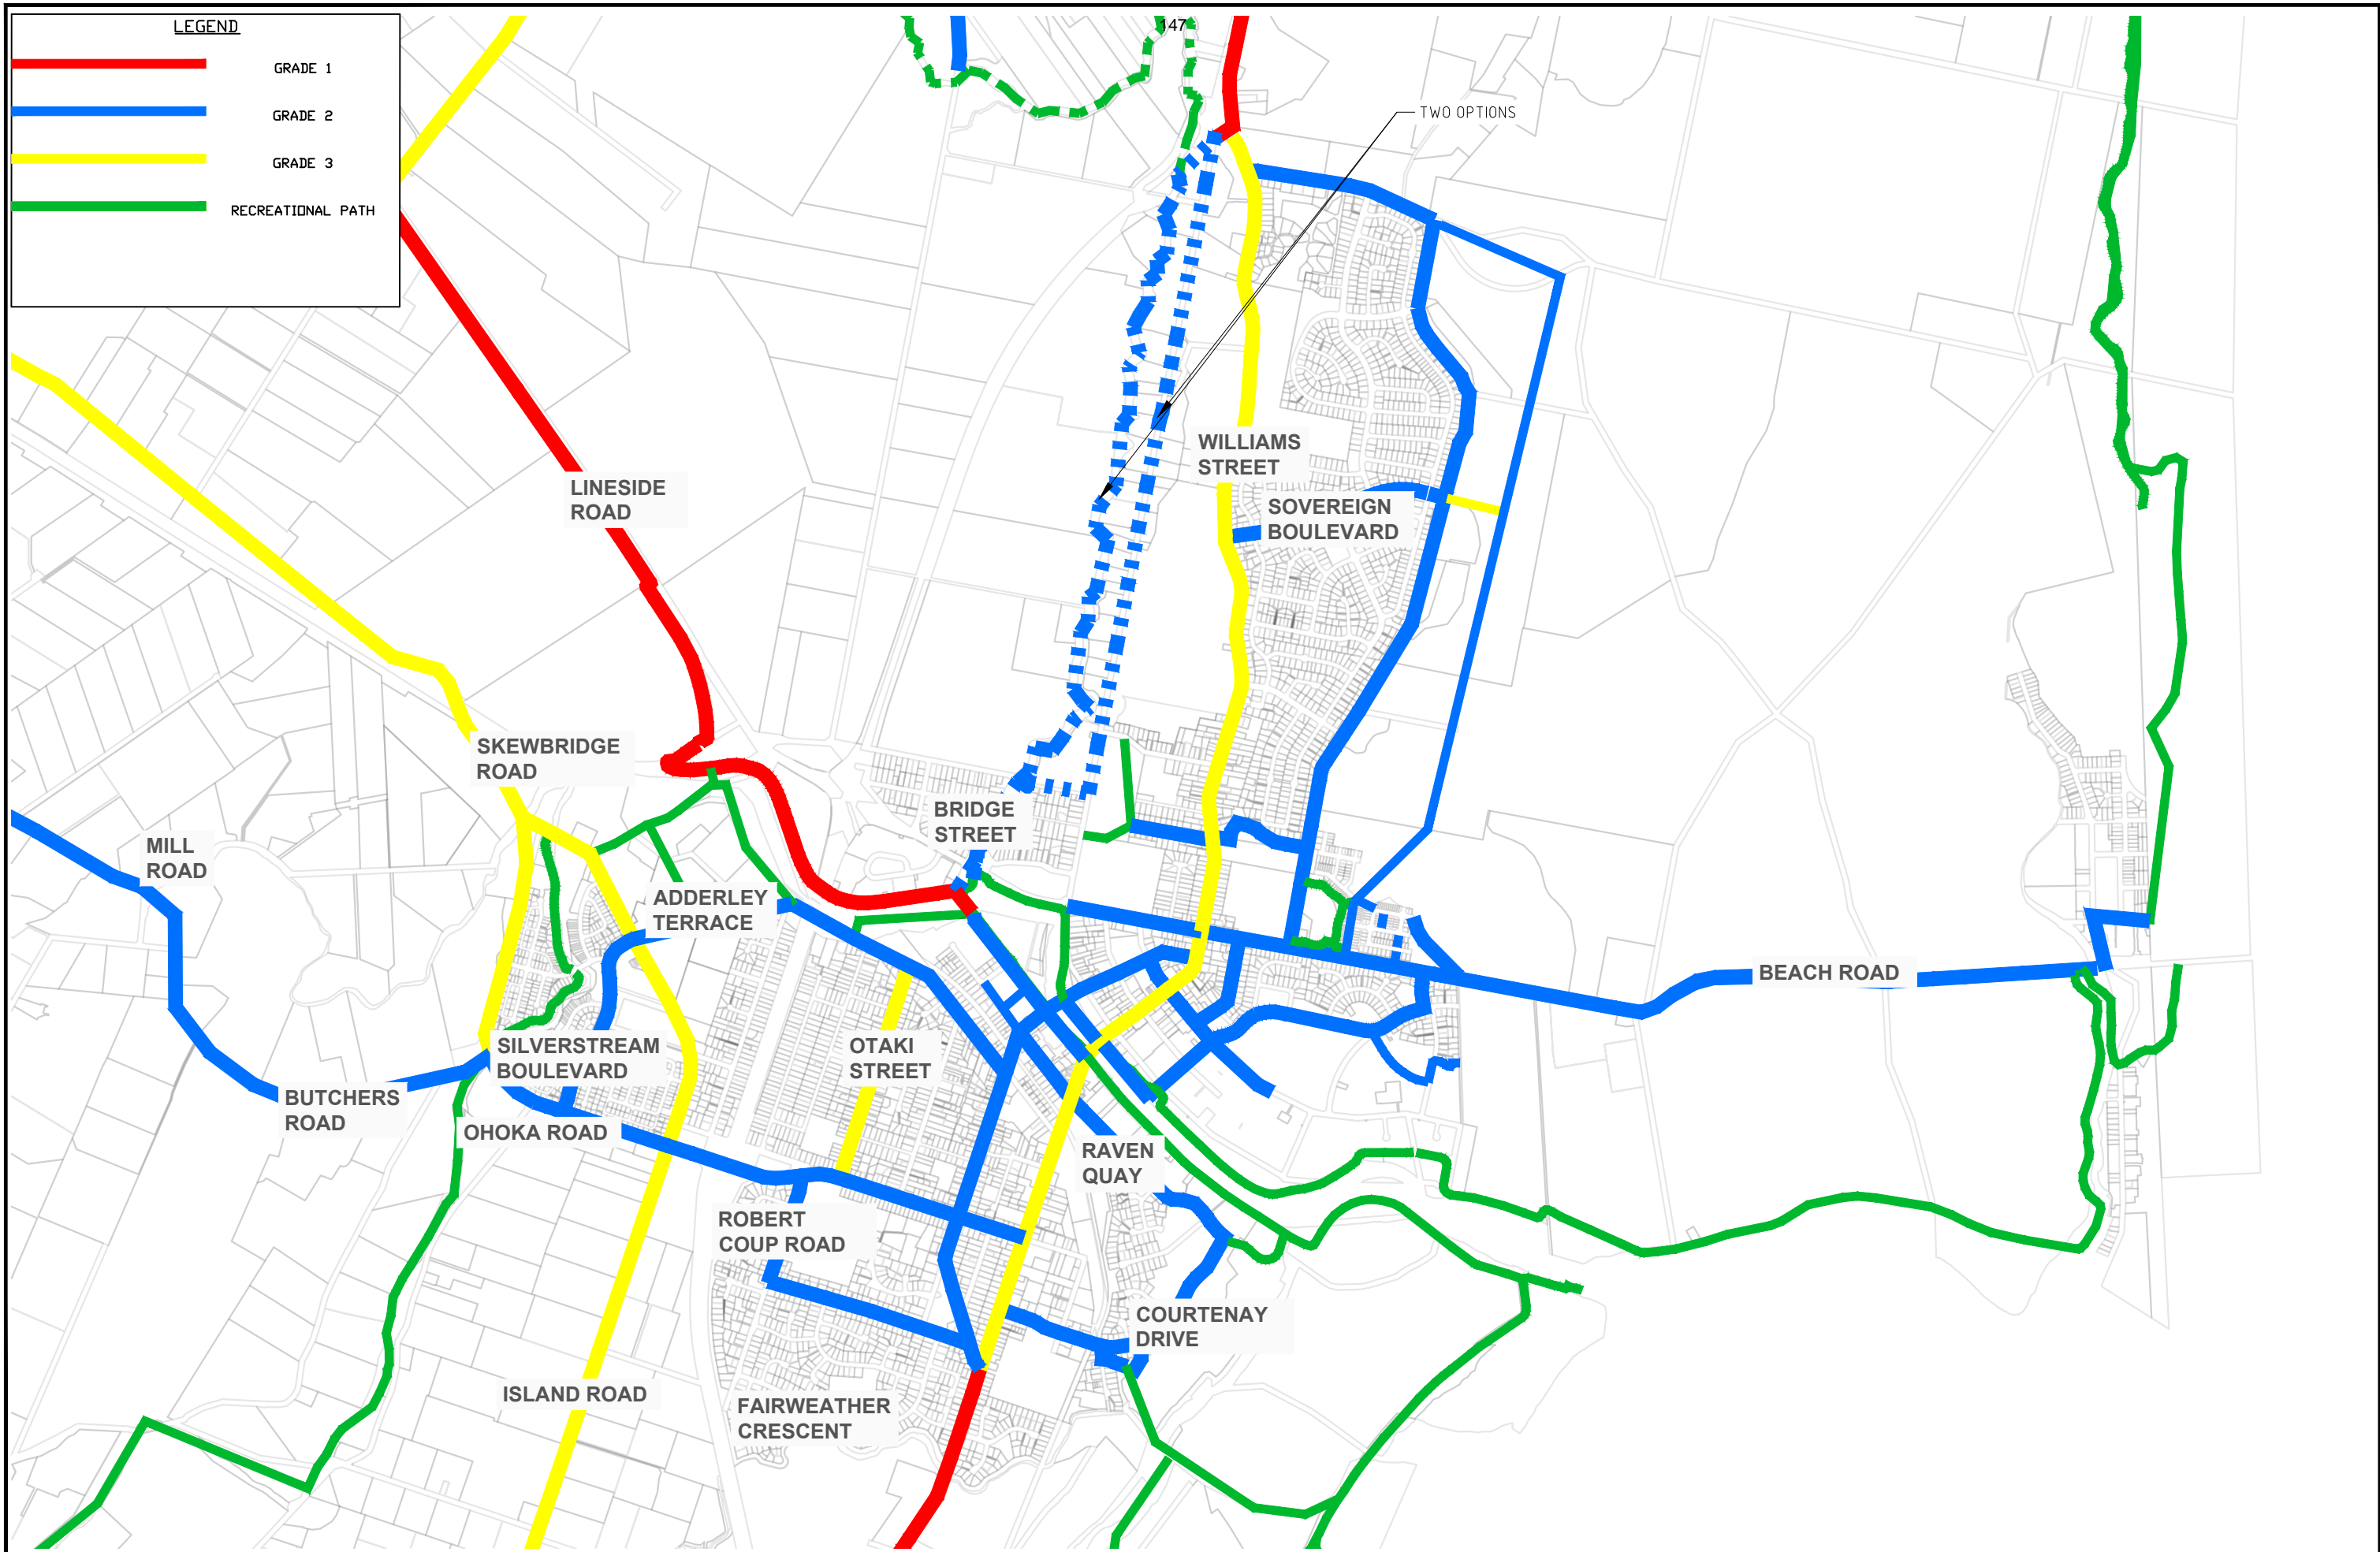 LEGEND
GRADE 1
GRADE 2
GRADE 3
RECREATIONAL PATH
147
TWO OPTIONS
WILLIAMS
STREET
LINESIDE
ROAD
SOVEREIGN
BOULEVARD
SKEWBRIDGE
ROAD
BRIDGE
STREET
MILL
ROAD
ADDERLEY
TERRACE
BEACH ROAD
SILVERSTREAM
BOULEVARD
OTAKI
STREET
BUTCHERS
ROAD
OHOKA ROAD
RAVEN
QUAY
ROBERT
COUP ROAD
COURTENAY
DRIVE
ISLAND ROAD
FAIRWEATHER
CRESCENT